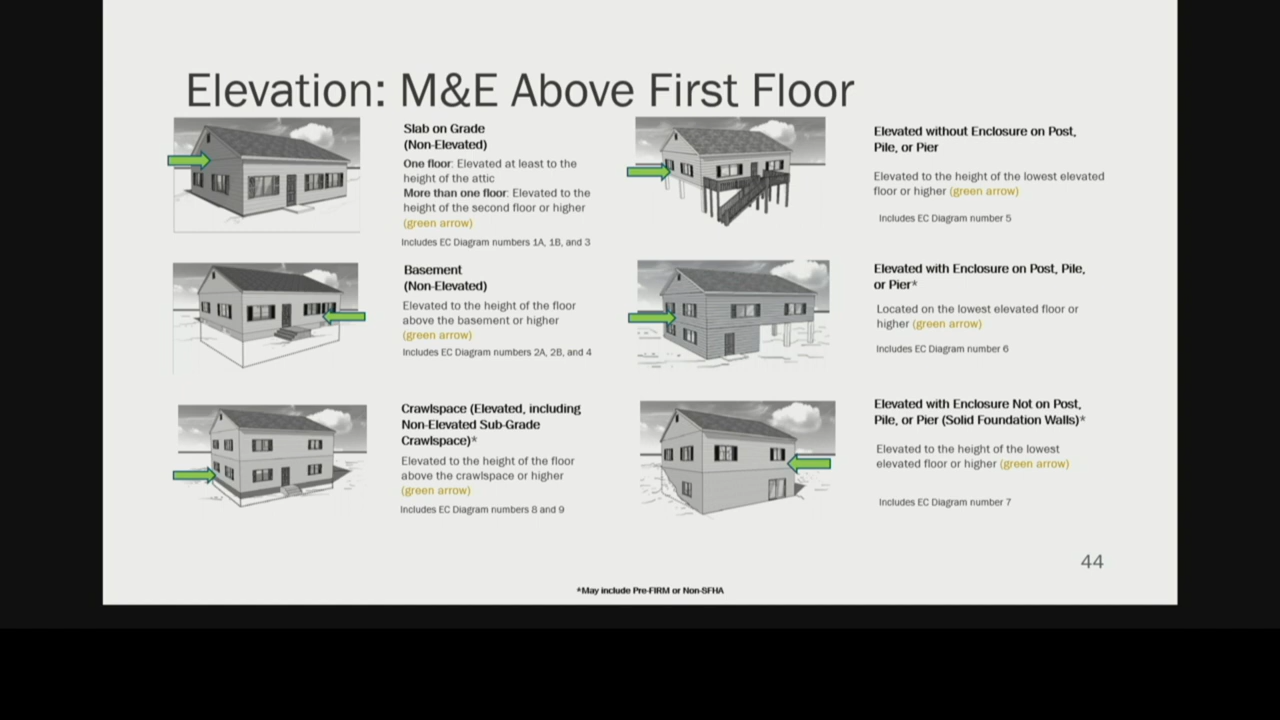 Elevation: M&E Above First Floor
Slab on Grade
(Non-Elevated)
One floor: Elevated at least to the
height of the attic
More than one floor: Elevated to the
height of the second floor or higher
(green arrow)
Includes EC Diagram numbers 1A, 1B, and 3
Basement
(Non-Elevated)
Elevated to the height of the floor
above the basement or higher
(green arrow)
Includes EC Diagram numbers 2A, 2B, and 4
Crawlspace (Elevated, including
Non-Elevated Sub-Grade
Crawlspace)*
Elevated to the height of the floor
above the crawlspace or higher
(green arrow)
Includes EC Diagram numbers 8 and 9
Elevated without Enclosure on Post,
Pile, or Pier
Elevated to the height of the lowest elevated
floor or higher (green arrow)
Includes EC Diagram number 5
Elevated with Enclosure on Post, Pile,
or Pier*
Located on the lowest elevated floor or
higher (green arrow)
Includes EC Diagram number 6
Elevated with Enclosure Not on Post,
Pile, or Pier (Solid Foundation Walls)*
Elevated to the height of the lowest
elevated floor or higher (green arrow)
Includes EC Diagram number 7
44
*May include Pre-FIRM or Non-SFHA